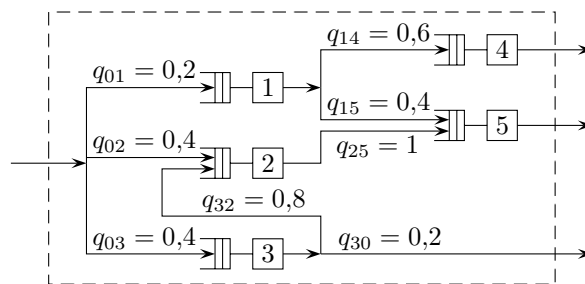 q₁₄ = 0,6
4
q₀₁ = 0,2
1
q₁₅ = 0,4
5
q₀₂ = 0,4
2
q₂₅ = 1
q₃₂ = 0,8
q₀₃ = 0,4
3
q₃₀ = 0,2